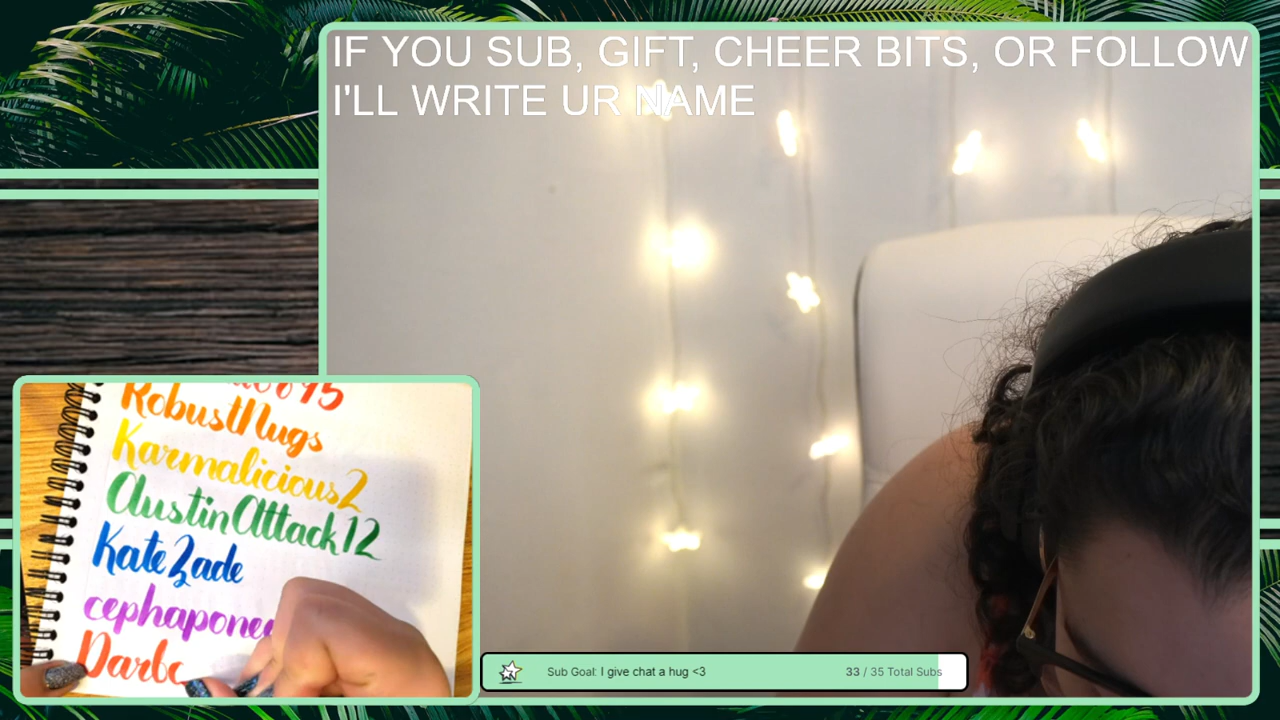 IF YOU SUB, GIFT, CHEER BITS, OR FOLLOW
I'LL WRITE UR NAME
RobustHugs
Karmalicious2
AustinAttack12
KateZade
Sub Goal: I give chat a hug <3 33 / 35 Total Subs